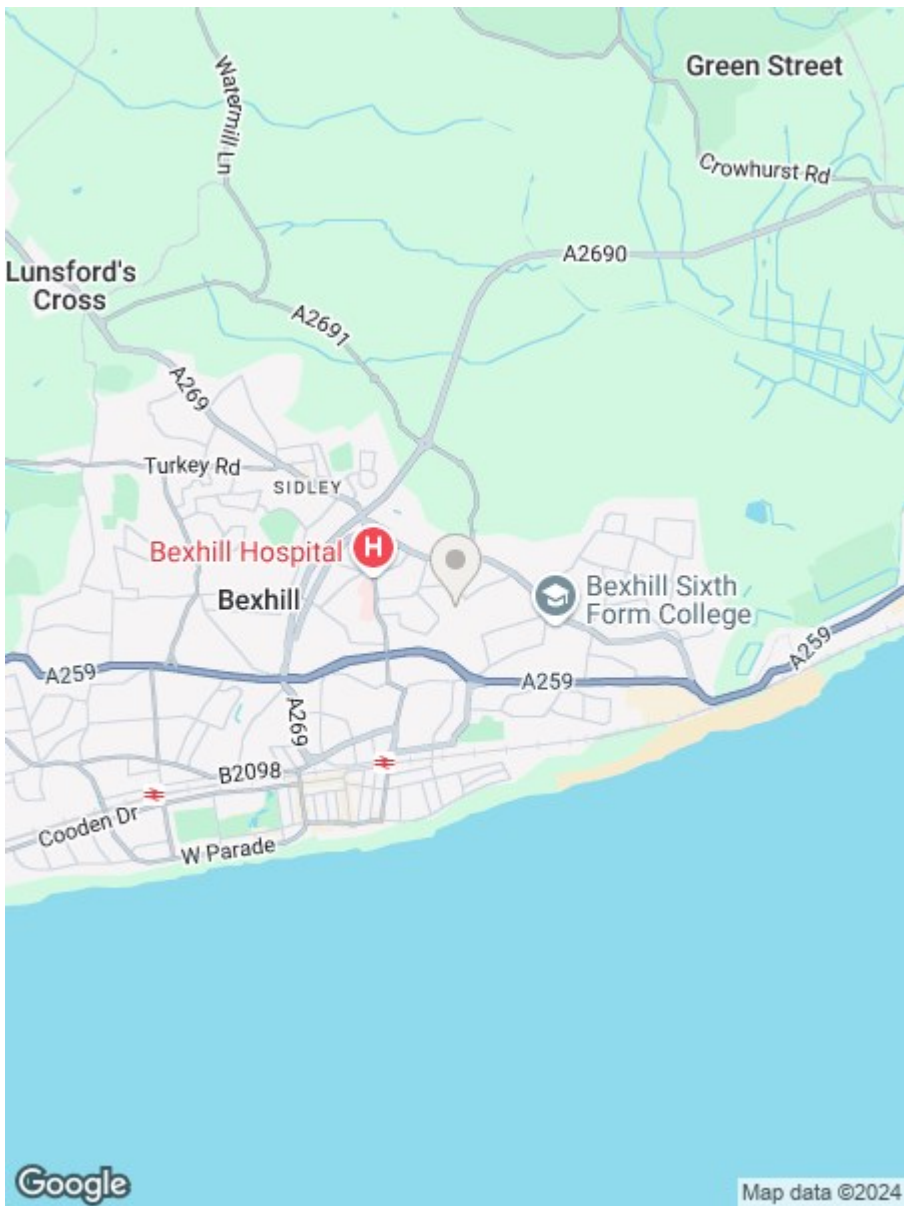 Green Street
Watermill Ln
Crowhurst Rd
A2690
Lunsford's
Cross
A2691
A269
Turkey Rd
SIDLEY
Bexhill Hospital
H
Bexhill
Bexhill Sixth
Form College
A259
A259
A259
A269
B2098
Cooden Dr
W Parade
Google
Map data ©2024